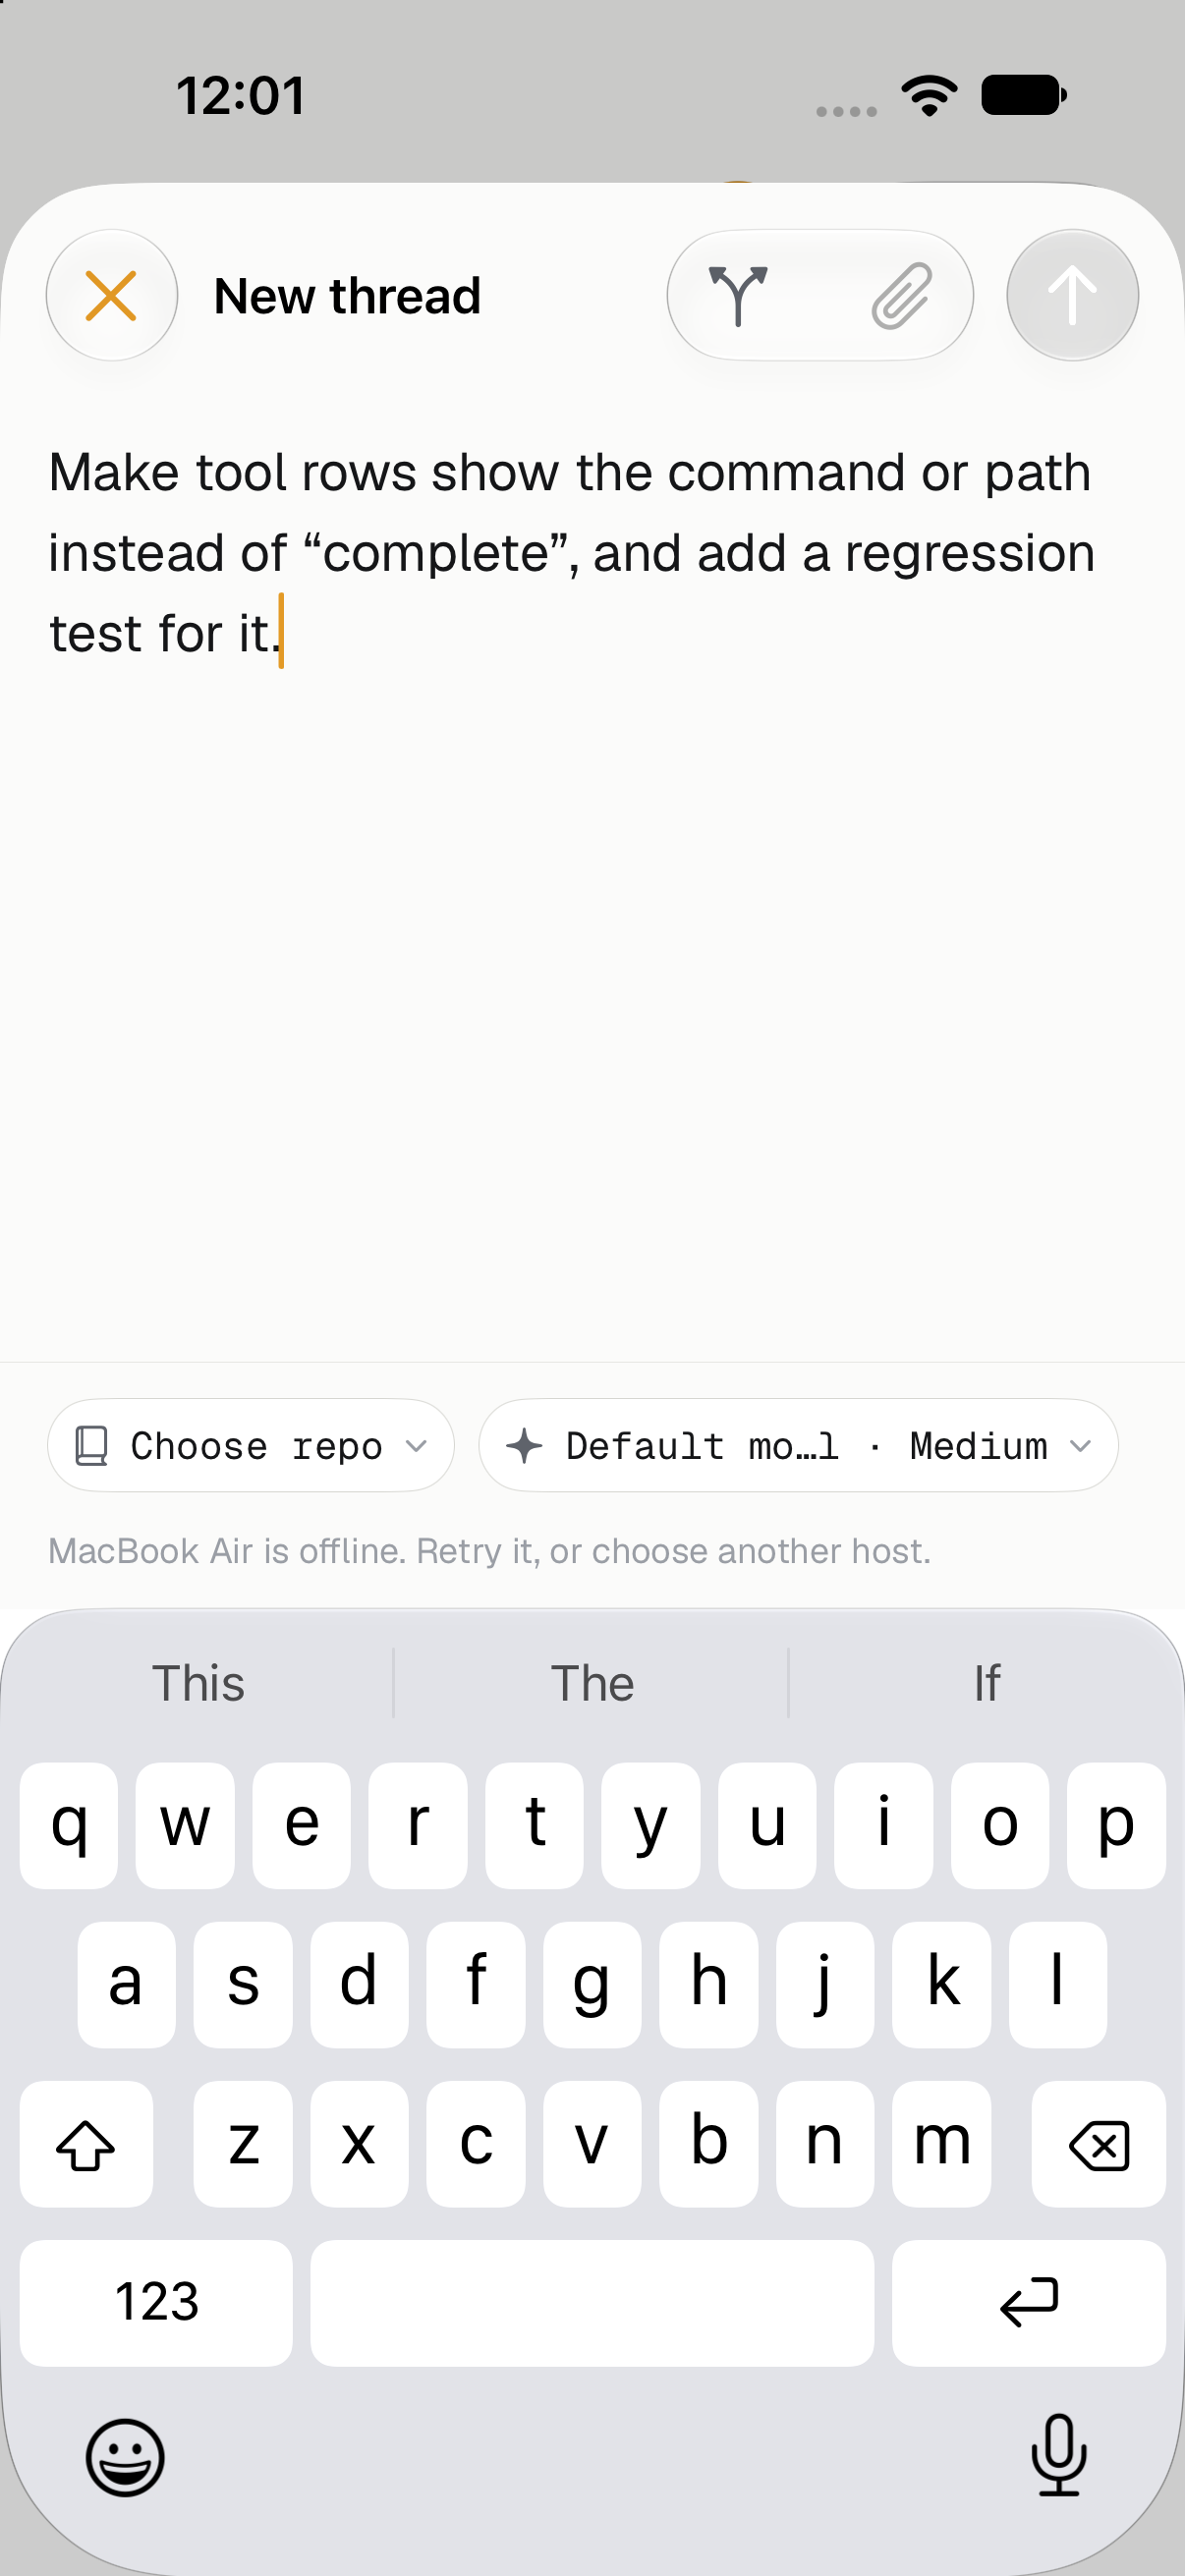 12:01
New thread
Make tool rows show the command or path
instead of “complete”, and add a regression
test for it.
Choose repo
Default mo…l · Medium
MacBook Air is offline. Retry it, or choose another host.
This The If
q w e r t y u i o p
a s d f g h j k l
z x c v b n m
123